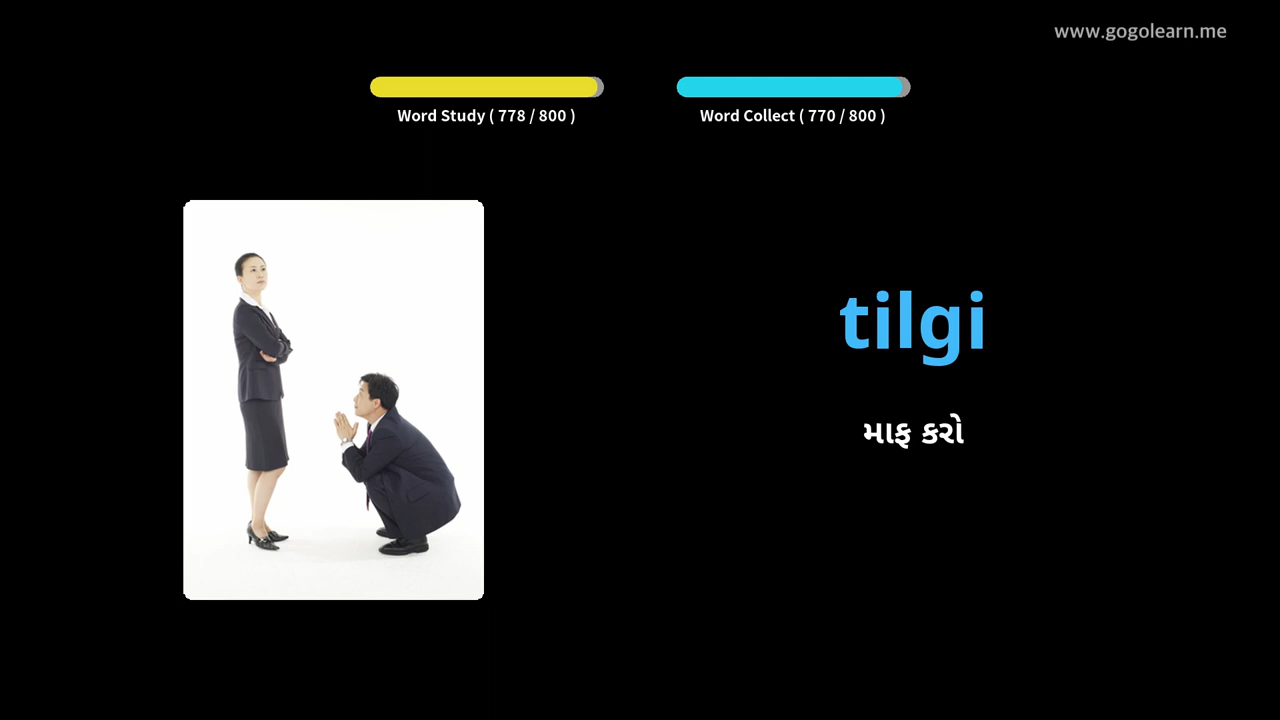 www.gogolearn.me
Word Study ( 778 / 800 )
Word Collect ( 770 / 800 )
tilgi
માફ કરો